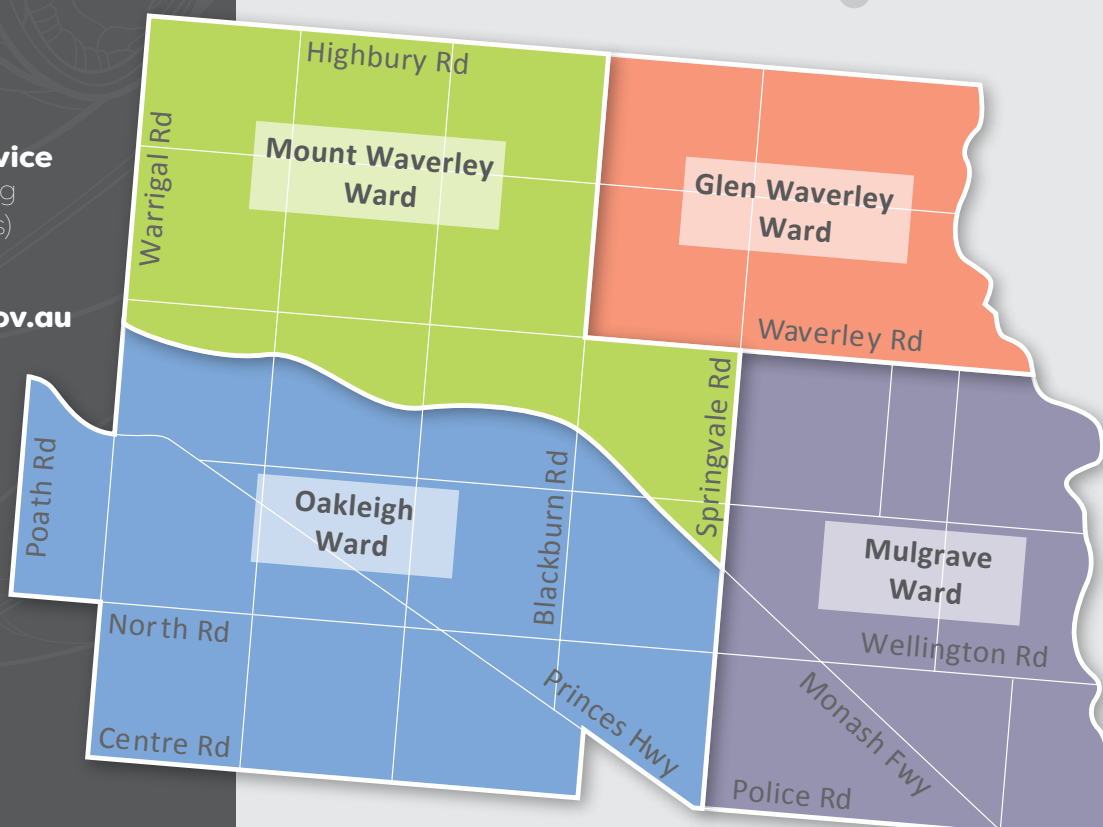 vice
g
s)
ov.au
Highbury Rd
Warrigal Rd
Mount Waverley
Ward
Glen Waverley
Ward
Waverley Rd
Springvale Rd
Poath Rd
Oakleigh
Ward
Blackburn Rd
Mulgrave
Ward
North Rd
Wellington Rd
Princes Hwy
Monash Fwy
Centre Rd
Police Rd